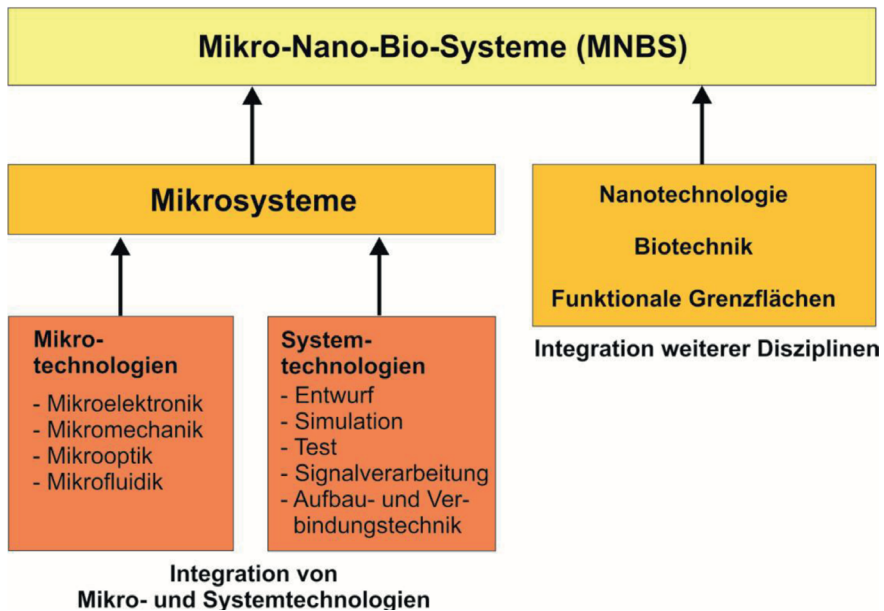 Mikro-Nano-Bio-Systeme (MNBS)
Mikrosysteme
Nanotechnologie
Biotechnik
Funktionale Grenzflächen
Integration weiterer Disziplinen
Mikro-
technologien
- Mikroelektronik
- Mikromechanik
- Mikrooptik
- Mikrofluidik
System-
technologien
- Entwurf
- Simulation
- Test
- Signalverarbeitung
- Aufbau- und Ver-
bindungstechnik
Integration von
Mikro- und Systemtechnologien